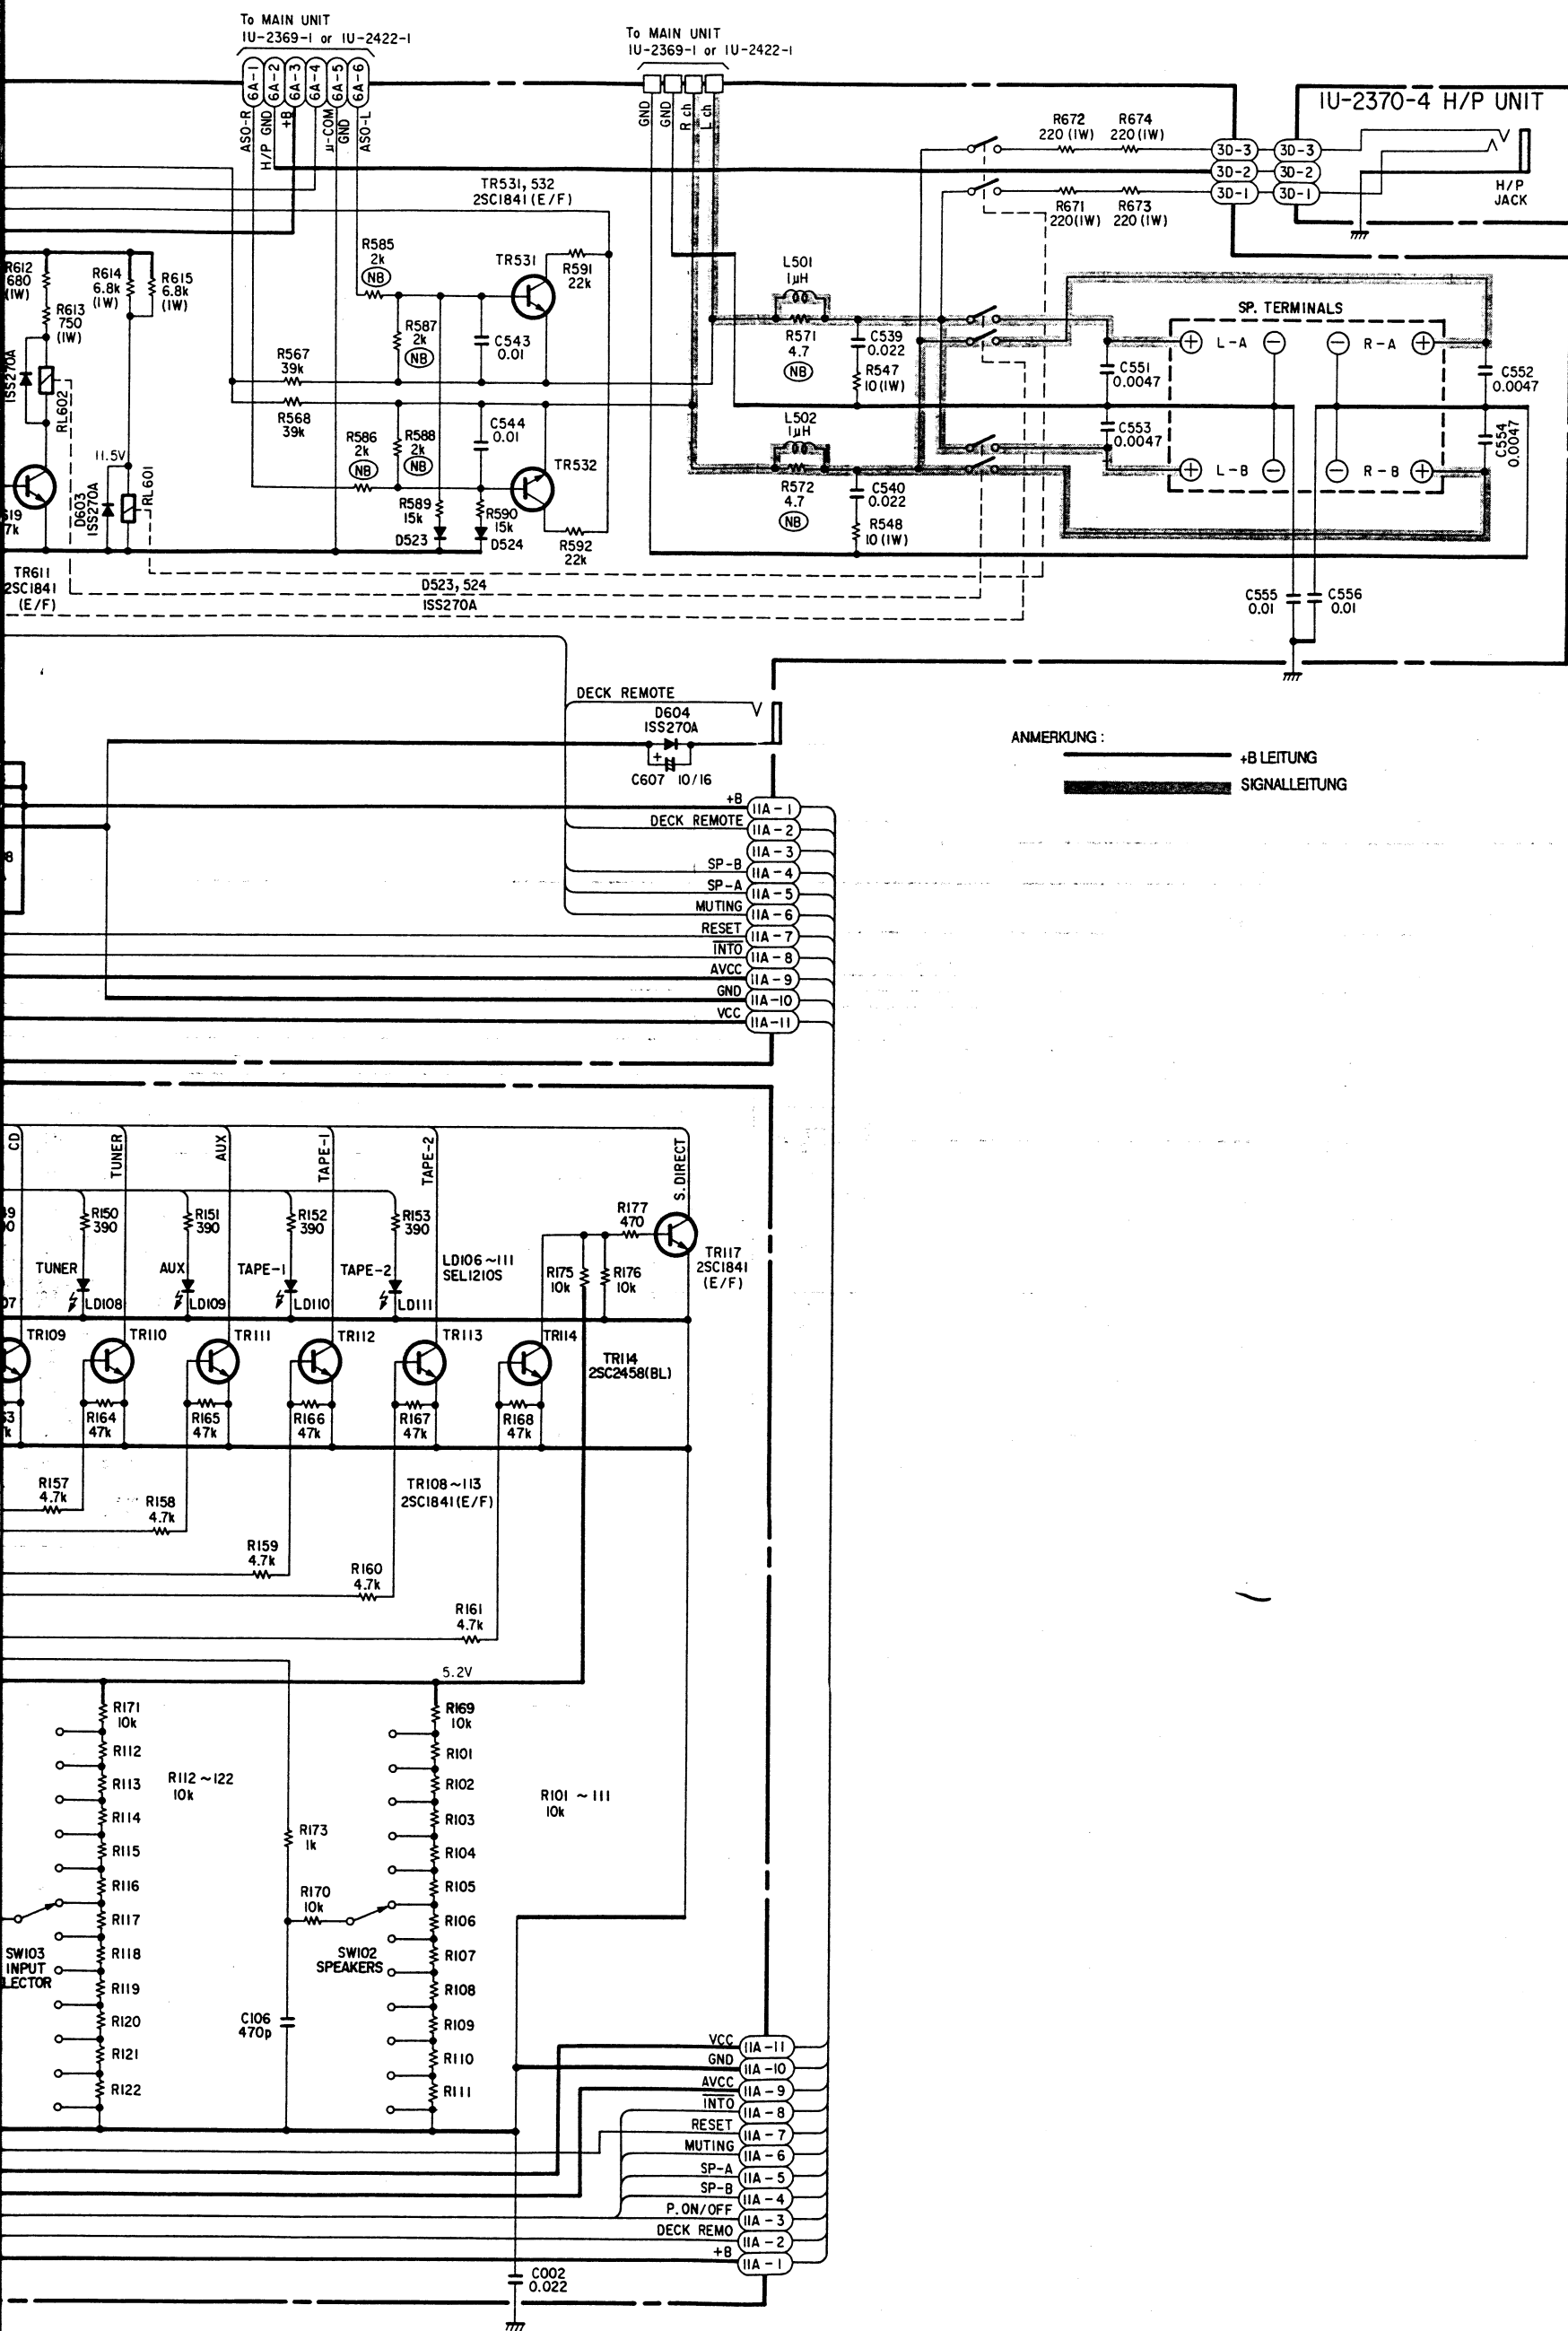 To MAIN UNIT
1U-2369-1 or 1U-2422-1
To MAIN UNIT
1U-2369-1 or 1U-2422-1
6A-1
6A-2
6A-3
6A-4
6A-5
6A-6
ASO-R
H/P GND
+B
μ-COM
GND
ASO-L
GND
GND
R ch
L ch
1U-2370-4 H/P UNIT
R672
220 (1W)
R674
220 (1W)
3D-3
3D-3
3D-2
3D-2
3D-1
3D-1
R671
220(1W)
R673
220 (1W)
H/P
JACK
TR531, 532
2SC1841 (E/F)
R585
2k
NB
TR531
R591
22k
R612
680
(1W)
R614
6.8k
(1W)
R615
6.8k
(1W)
R613
750
(1W)
1SS270A
RL602
R587
2k
NB
C543
0.01
R567
39k
R568
39k
R586
2k
NB
R588
2k
NB
C544
0.01
TR532
R589
15k
R590
15k
D523
D524
R592
22k
11.5V
D603
1SS270A
RL601
TR611
2SC1841
(E/F)
D523, 524
1SS270A
L501
1μH
R571
4.7
NB
C539
0.022
R547
10 (1W)
L502
1μH
R572
4.7
NB
C540
0.022
R548
10 (1W)
SP. TERMINALS
+ L-A −
− R-A +
+ L-B −
− R-B +
C551
0.0047
C552
0.0047
C553
0.0047
C554
0.0047
C555
0.01
C556
0.01
DECK REMOTE
D604
1SS270A
+
C607 10/16
ANMERKUNG :
+B LEITUNG
SIGNALLEITUNG
+B 11A-1
DECK REMOTE 11A-2
11A-3
SP-B 11A-4
SP-A 11A-5
MUTING 11A-6
RESET 11A-7
INTO 11A-8
AVCC 11A-9
GND 11A-10
VCC 11A-11
CD
TUNER
AUX
TAPE-1
TAPE-2
S.DIRECT
R150
390
R151
390
R152
390
R153
390
R177
470
TUNER
AUX
TAPE-1
TAPE-2
LD106~111
SEL1210S
LD108
LD109
LD110
LD111
R175
10k
R176
10k
TR117
2SC1841
(E/F)
TR109
TR110
TR111
TR112
TR113
TR114
TR114
2SC2458(BL)
R164
47k
R165
47k
R166
47k
R167
47k
R168
47k
R157
4.7k
R158
4.7k
R159
4.7k
R160
4.7k
R161
4.7k
TR108~113
2SC1841(E/F)
5.2V
R171
10k
R112
R113
R114
R115
R116
R117
R118
R119
R120
R121
R122
R112~122
10k
SW103
INPUT
R173
1k
R170
10k
C106
470p
SW102
SPEAKERS
R169
10k
R101
R102
R103
R104
R105
R106
R107
R108
R109
R110
R111
R101 ~ 111
10k
VCC 11A-11
GND 11A-10
AVCC 11A-9
INTO 11A-8
RESET 11A-7
MUTING 11A-6
SP-A 11A-5
SP-B 11A-4
P.ON/OFF 11A-3
DECK REMO 11A-2
+B 11A-1
C002
0.022